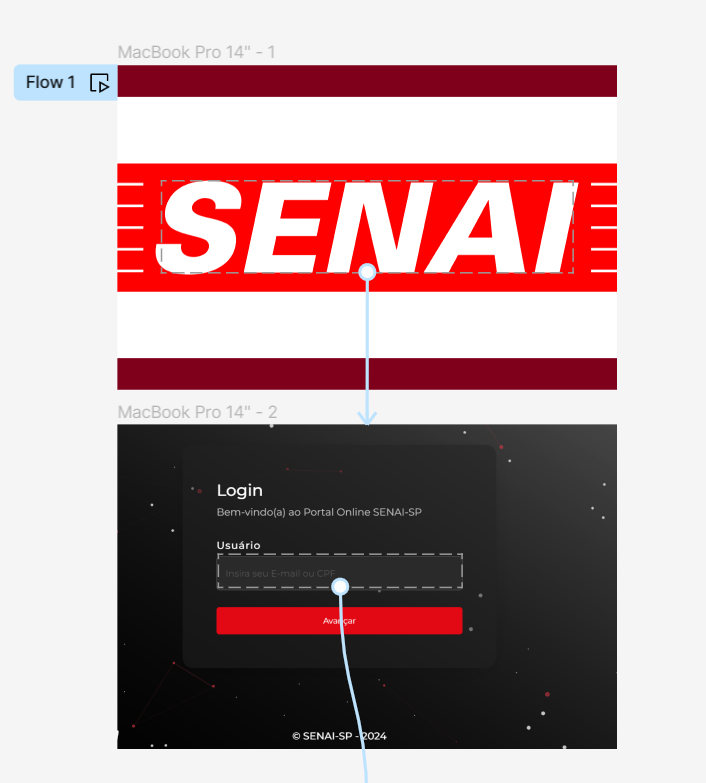 MacBook Pro 14" - 1
Flow 1
SENAI
MacBook Pro 14" - 2
Login
Bem-vindo(a) ao Portal Online SENAI-SP
Usuário
Insira seu E-mail ou CPF
Avançar
© SENAI-SP - 2024